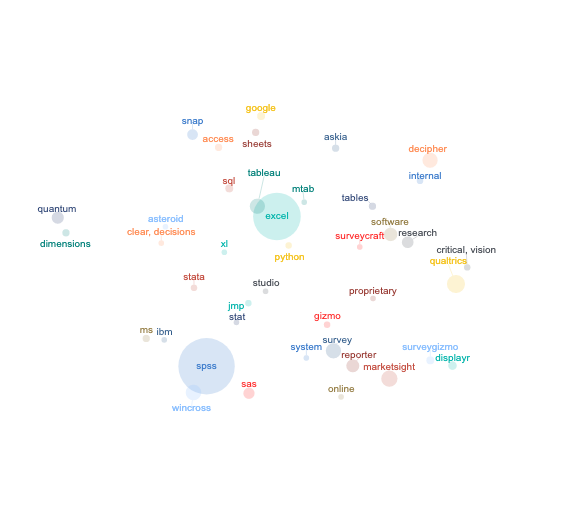 google
snap
access
sheets
askia
decipher
tableau
internal
sql
mtab
tables
quantum
asteroid
excel
software
clear, decisions
research
surveycraft
dimensions
xl
critical, vision
python
qualtrics
stata
studio
proprietary
jmp
stat
gizmo
ms
ibm
survey
system
surveygizmo
reporter
displayr
spss
marketsight
sas
online
wincross